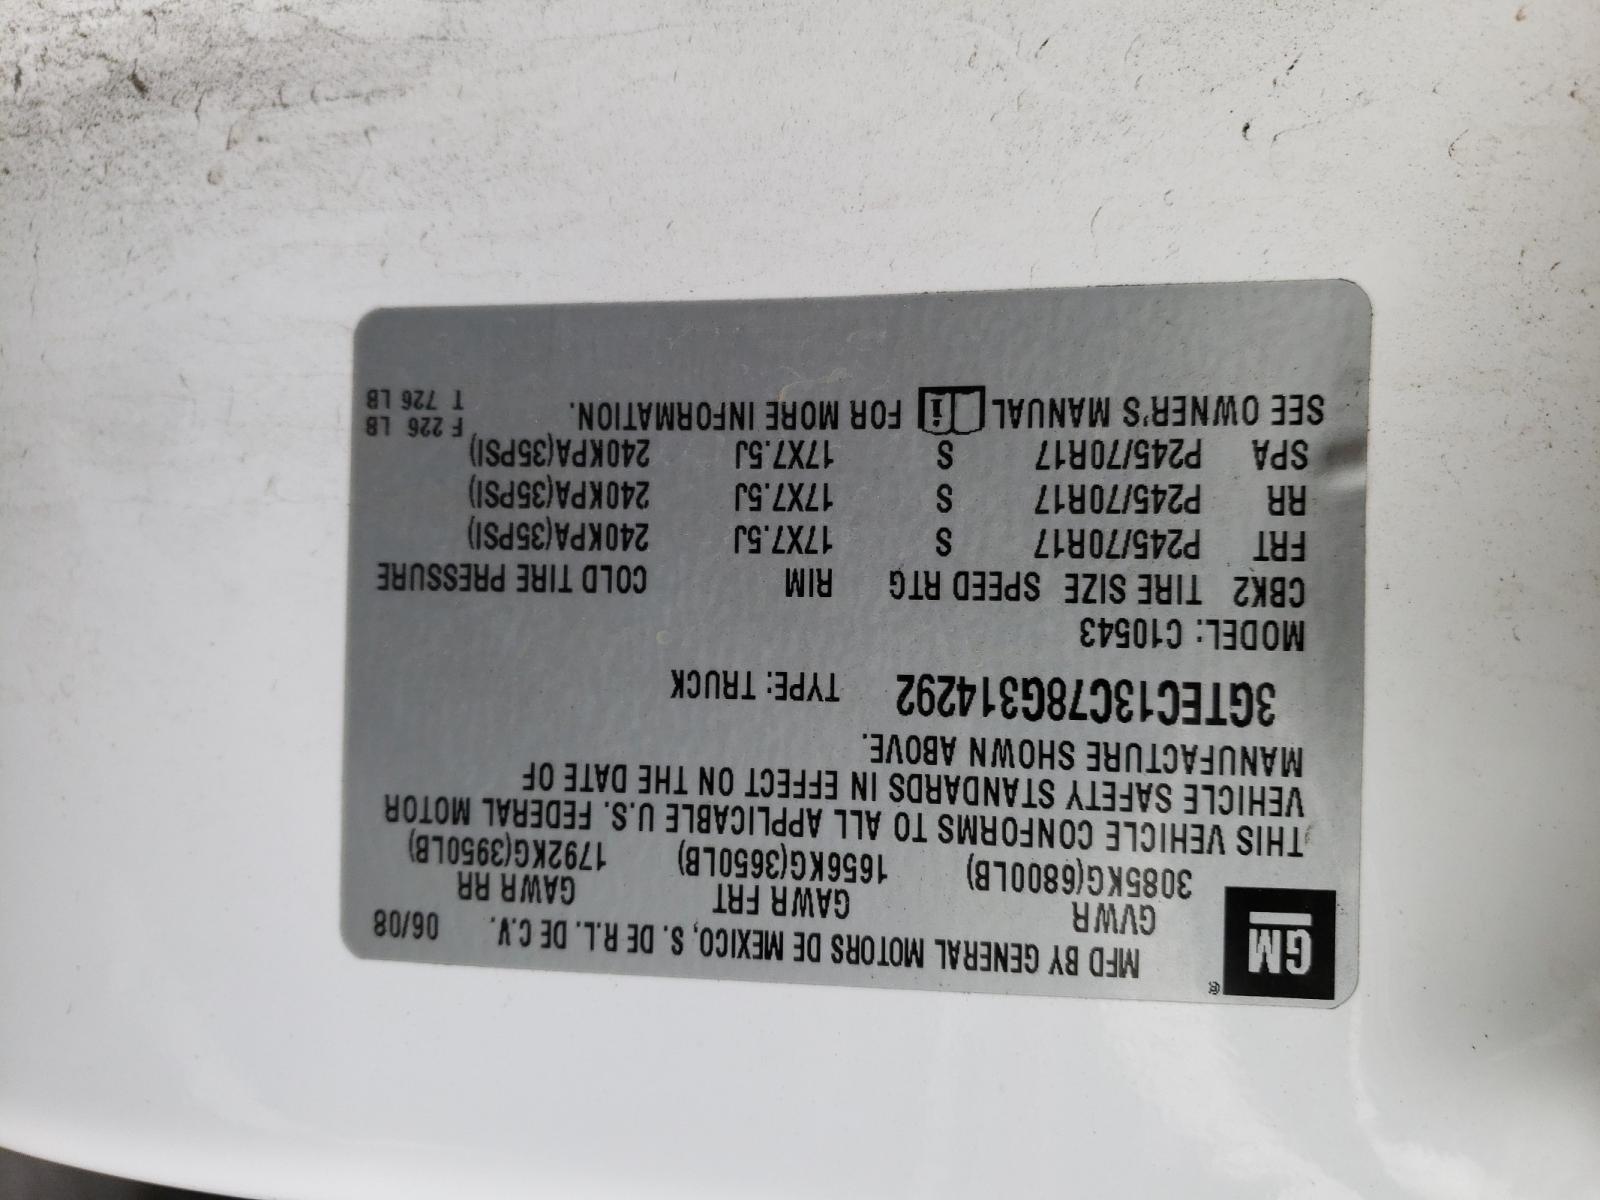 GM®
MFD BY GENERAL MOTORS DE MEXICO, S. DE R.L. DE C.V. 06/08
GVWR GAWR FRT GAWR RR
3085KG(6800LB) 1656KG(3650LB) 1792KG(3950LB)
THIS VEHICLE CONFORMS TO ALL APPLICABLE U.S. FEDERAL MOTOR
VEHICLE SAFETY STANDARDS IN EFFECT ON THE DATE OF
MANUFACTURE SHOWN ABOVE.
3GTEC13C78G314292 TYPE: TRUCK
MODEL: C10543
CBK2 TIRE SIZE SPEED RTG RIM COLD TIRE PRESSURE
FRT P245/70R17 S 17X7.5J 240KPA(35PSI)
RR P245/70R17 S 17X7.5J 240KPA(35PSI)
SPA P245/70R17 S 17X7.5J 240KPA(35PSI)
SEE OWNER'S MANUAL i FOR MORE INFORMATION.
F 226 LB
T 726 LB